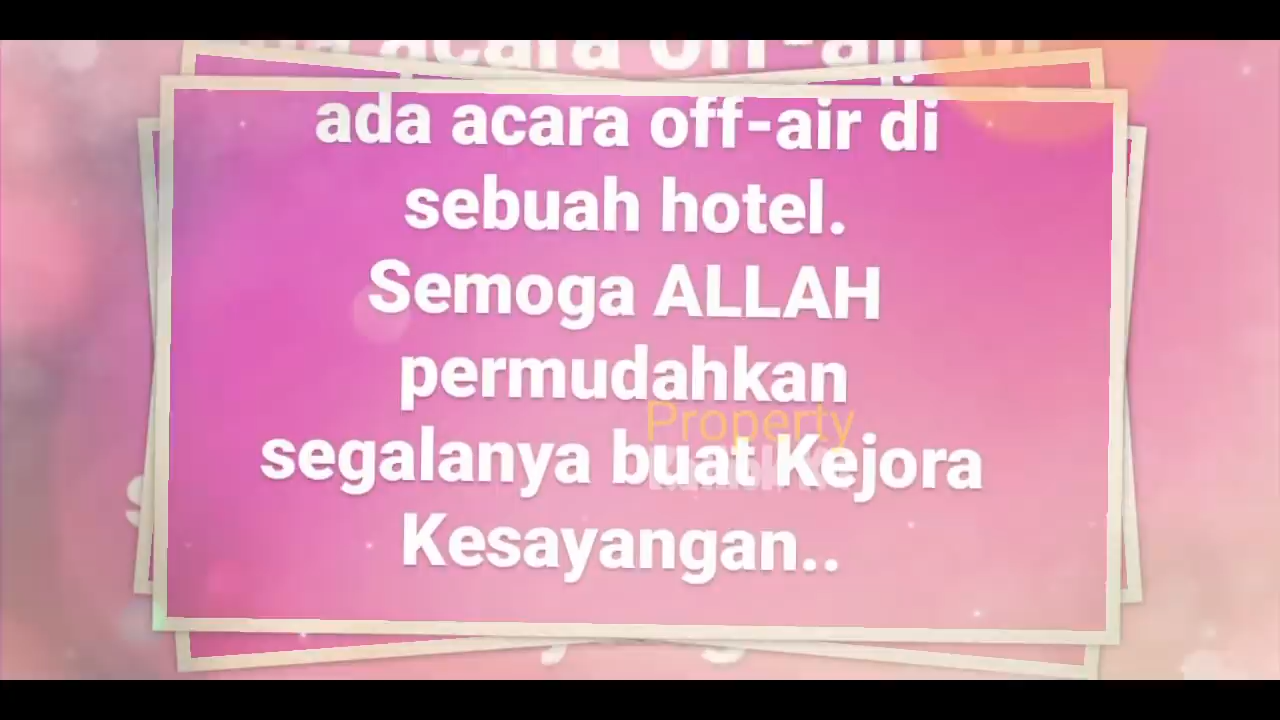 ada acara off-air di
sebuah hotel.
Semoga ALLAH
permudahkan
Property
segalanya buat Kejora
Kesayangan..